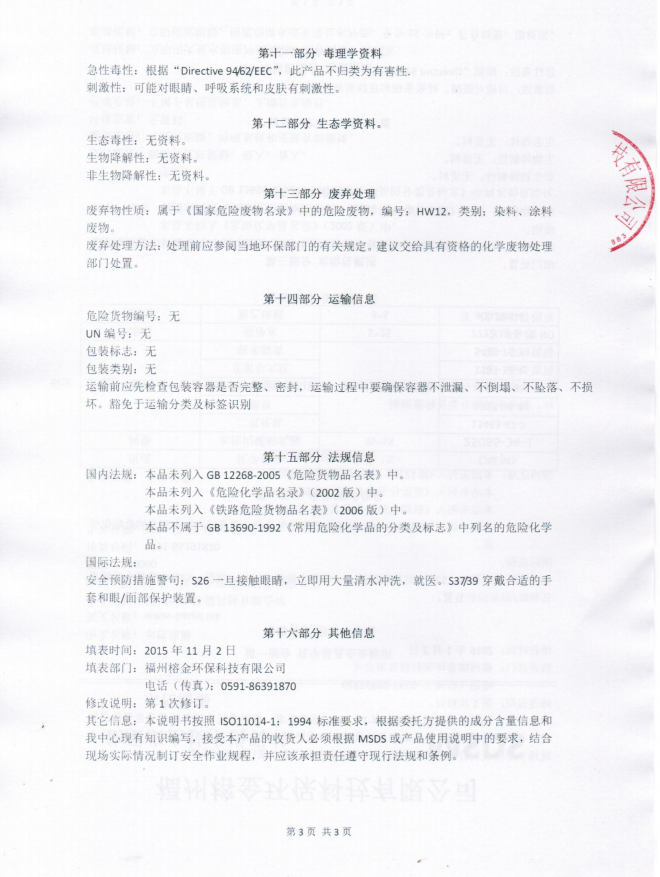 第十一部分 毒理学资料
急性毒性：根据“Directive 94/62/EEC”，此产品不归类为有害性.
刺激性：可能对眼睛、呼吸系统和皮肤有刺激性。
第十二部分 生态学资料。
生态毒性：无资料。
生物降解性：无资料。
非生物降解性：无资料。
第十三部分 废弃处理
废弃物性质：属于《国家危险废物名录》中的危险废物，编号：HW12，类别：染料、涂料
废物。
废弃处理方法：处理前应参阅当地环保部门的有关规定。建议交给具有资格的化学废物处理
部门处置。
第十四部分 运输信息
危险货物编号：无
UN 编号：无
包装标志：无
包装类别：无
运输前应先检查包装容器是否完整、密封，运输过程中要确保容器不泄漏、不倒塌、不坠落、不损
坏。豁免于运输分类及标签识别
第十五部分 法规信息
国内法规：本品未列入 GB 12268-2005《危险货物品名表》中。
本品未列入《危险化学品名录》（2002 版）中。
本品未列入《铁路危险货物品名表》（2006 版）中。
本品不属于 GB 13690-1992《常用危险化学品的分类及标志》中列名的危险化学
品。
国际法规：
安全预防措施警句：S26 一旦接触眼睛，立即用大量清水冲洗，就医。S37/39 穿戴合适的手
套和眼/面部保护装置。
第十六部分 其他信息
填表时间：2015 年 11 月 2 日
填表部门：福州榕金环保科技有限公司
电话（传真）：0591-86391870
修改说明：第 1 次修订。
其它信息：本说明书按照 ISO11014-1：1994 标准要求，根据委托方提供的成分含量信息和
我中心现有知识编写，接受本产品的收货人必须根据 MSDS 或产品使用说明中的要求，结合
现场实际情况制订安全作业规程，并应该承担责任遵守现行法规和条例。
第 3 页 共 3 页
技有限公司